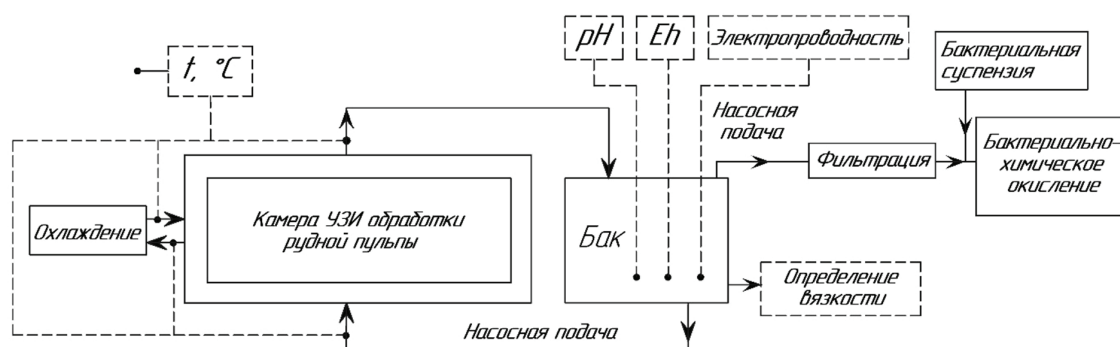 t, °C
pH
Eh
Электропроводность
Бактериальная
суспензия
Насосная
подача
Фильтрация
Бактериально-
химическое
окисление
Охлаждение
Камера УЗИ обработки
рудной пульпы
Бак
Определение
вязкости
Насосная подача